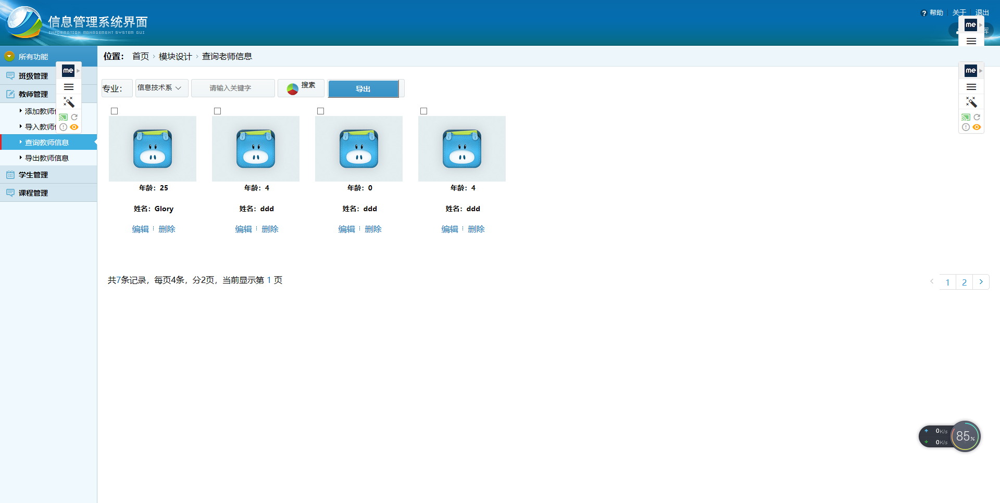 信息管理系统界面
INFORMATION MANAGEMENT SYSTEM GUI
帮助
关于
退出
me
me
me
所有功能
班级管理
教师管理
添加教师
导入教师
查询教师信息
导出教师信息
学生管理
课程管理
位置： 首页 › 模块设计 › 查询老师信息
专业：
信息技术系
请输入关键字
搜索
导出
年龄：25
姓名：Glory
编辑 删除
年龄：4
姓名：ddd
编辑 删除
年龄：0
姓名：ddd
编辑 删除
年龄：4
姓名：ddd
编辑 删除
共7条记录，每页4条，分2页，当前显示第 1 页
< 1 2 >
0K/s
0K/s
85%